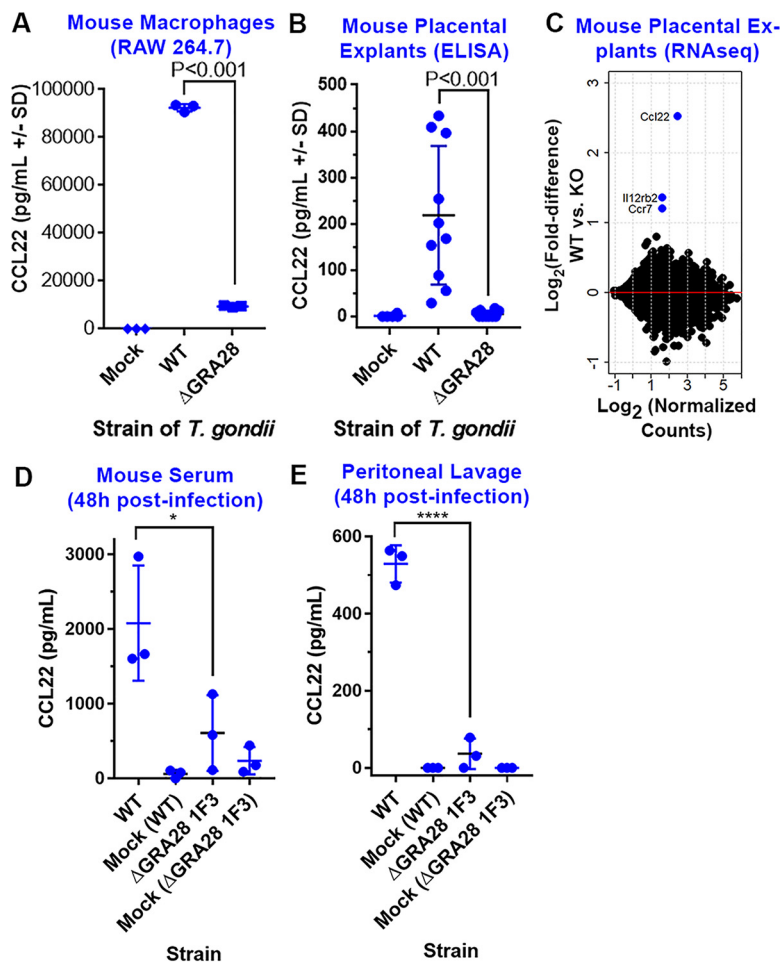 A
Mouse Macrophages
(RAW 264.7)
P<0.001
CCL22 (pg/mL +/- SD)
100000
80000
60000
40000
20000
0
Mock
WT
ΔGRA28
Strain of T. gondii
B
Mouse Placental
Explants (ELISA)
P<0.001
CCL22 (pg/mL +/- SD)
500
400
300
200
100
0
Mock
WT
ΔGRA28
Strain of T. gondii
C
Mouse Placental Ex-
plants (RNAseq)
Log2(Fold-difference)
WT vs. KO
3
2
1
0
-1
Ccl22
Il12rb2
Ccr7
-1
1
3
5
Log2 (Normalized
Counts)
D
Mouse Serum
(48h post-infection)
*
CCL22 (pg/mL)
3000
2000
1000
0
WT
Mock (WT)
ΔGRA28 1F3
Mock (ΔGRA28 1F3)
Strain
E
Peritoneal Lavage
(48h post-infection)
****
CCL22 (pg/mL)
600
400
200
0
WT
Mock (WT)
ΔGRA28 1F3
Mock (ΔGRA28 1F3)
Strain